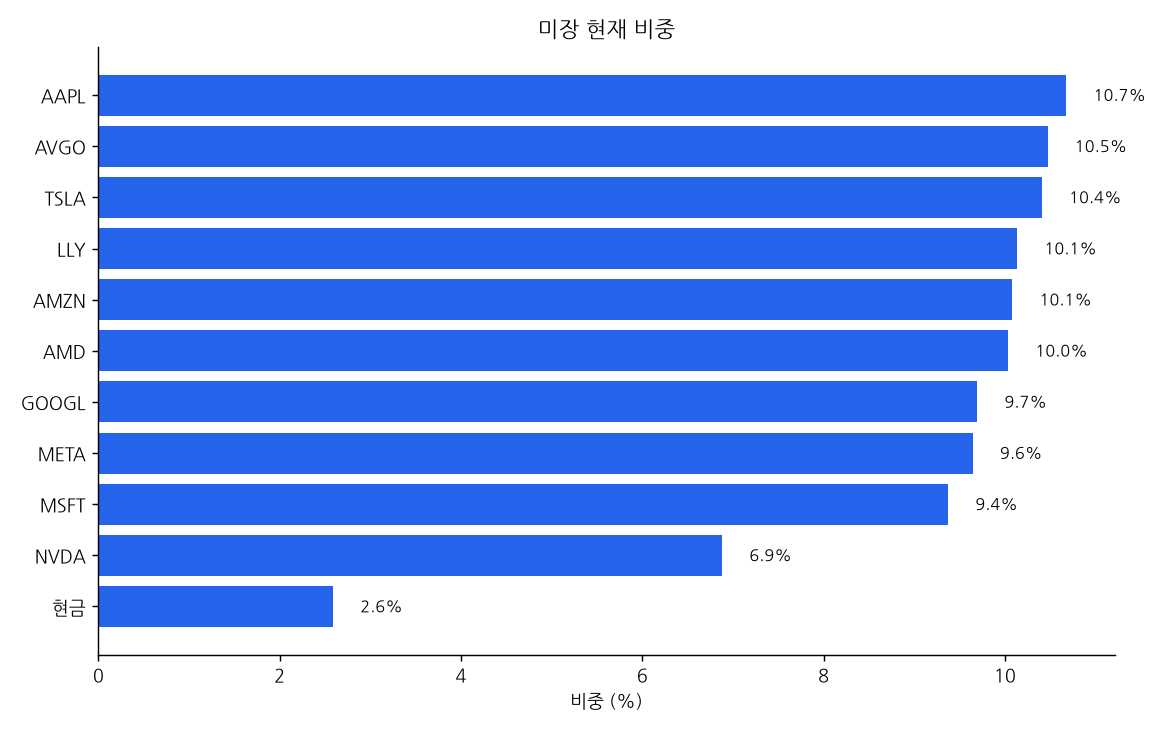 미장 현재 비중
AAPL 10.7%
AVGO 10.5%
TSLA 10.4%
LLY 10.1%
AMZN 10.1%
AMD 10.0%
GOOGL 9.7%
META 9.6%
MSFT 9.4%
NVDA 6.9%
현금 2.6%
0 2 4 6 8 10
비중 (%)